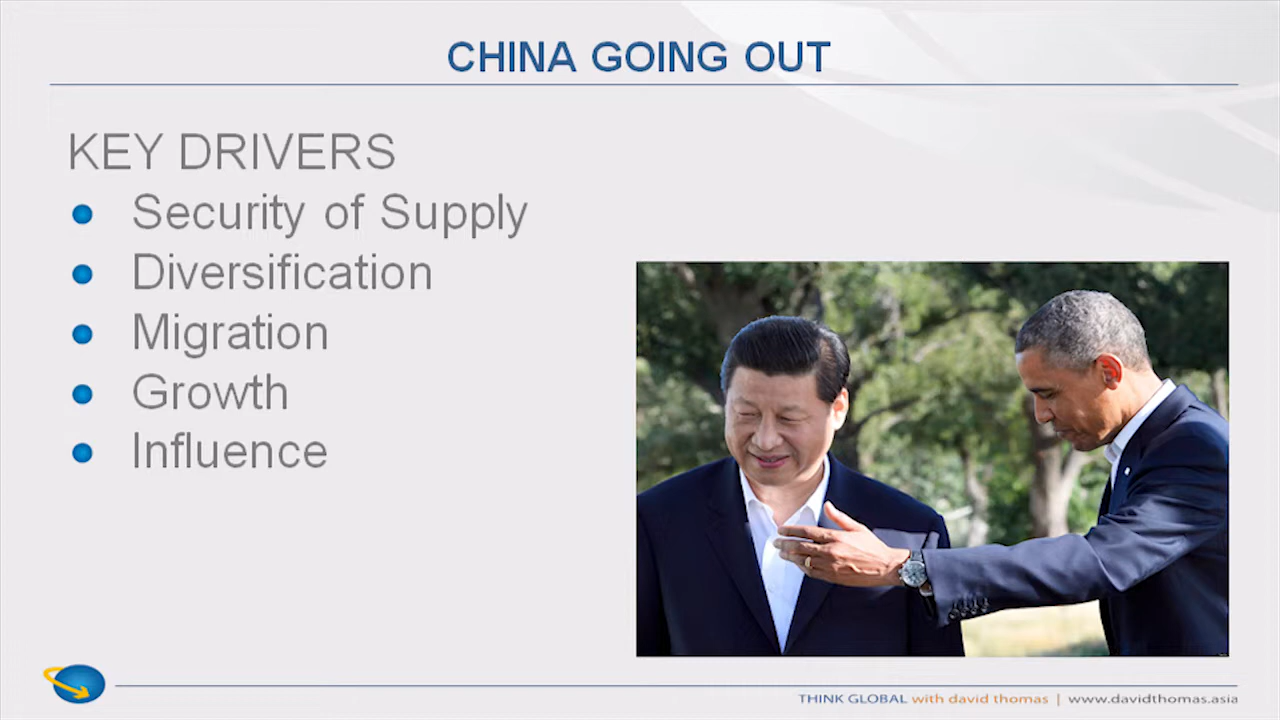 CHINA GOING OUT
KEY DRIVERS
Security of Supply
Diversification
Migration
Growth
Influence
THINK GLOBAL with david thomas | www.davidthomas.asia